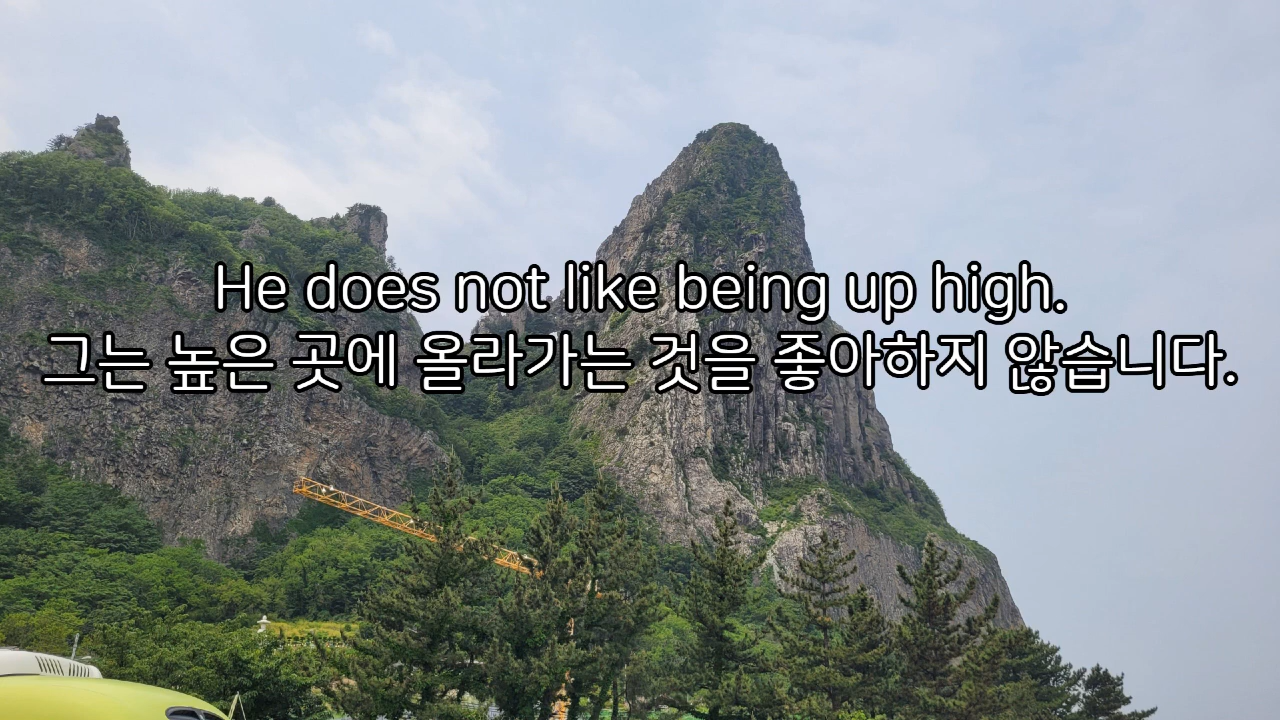 He does not like being up high.
그는 높은 곳에 올라가는 것을 좋아하지 않습니다.